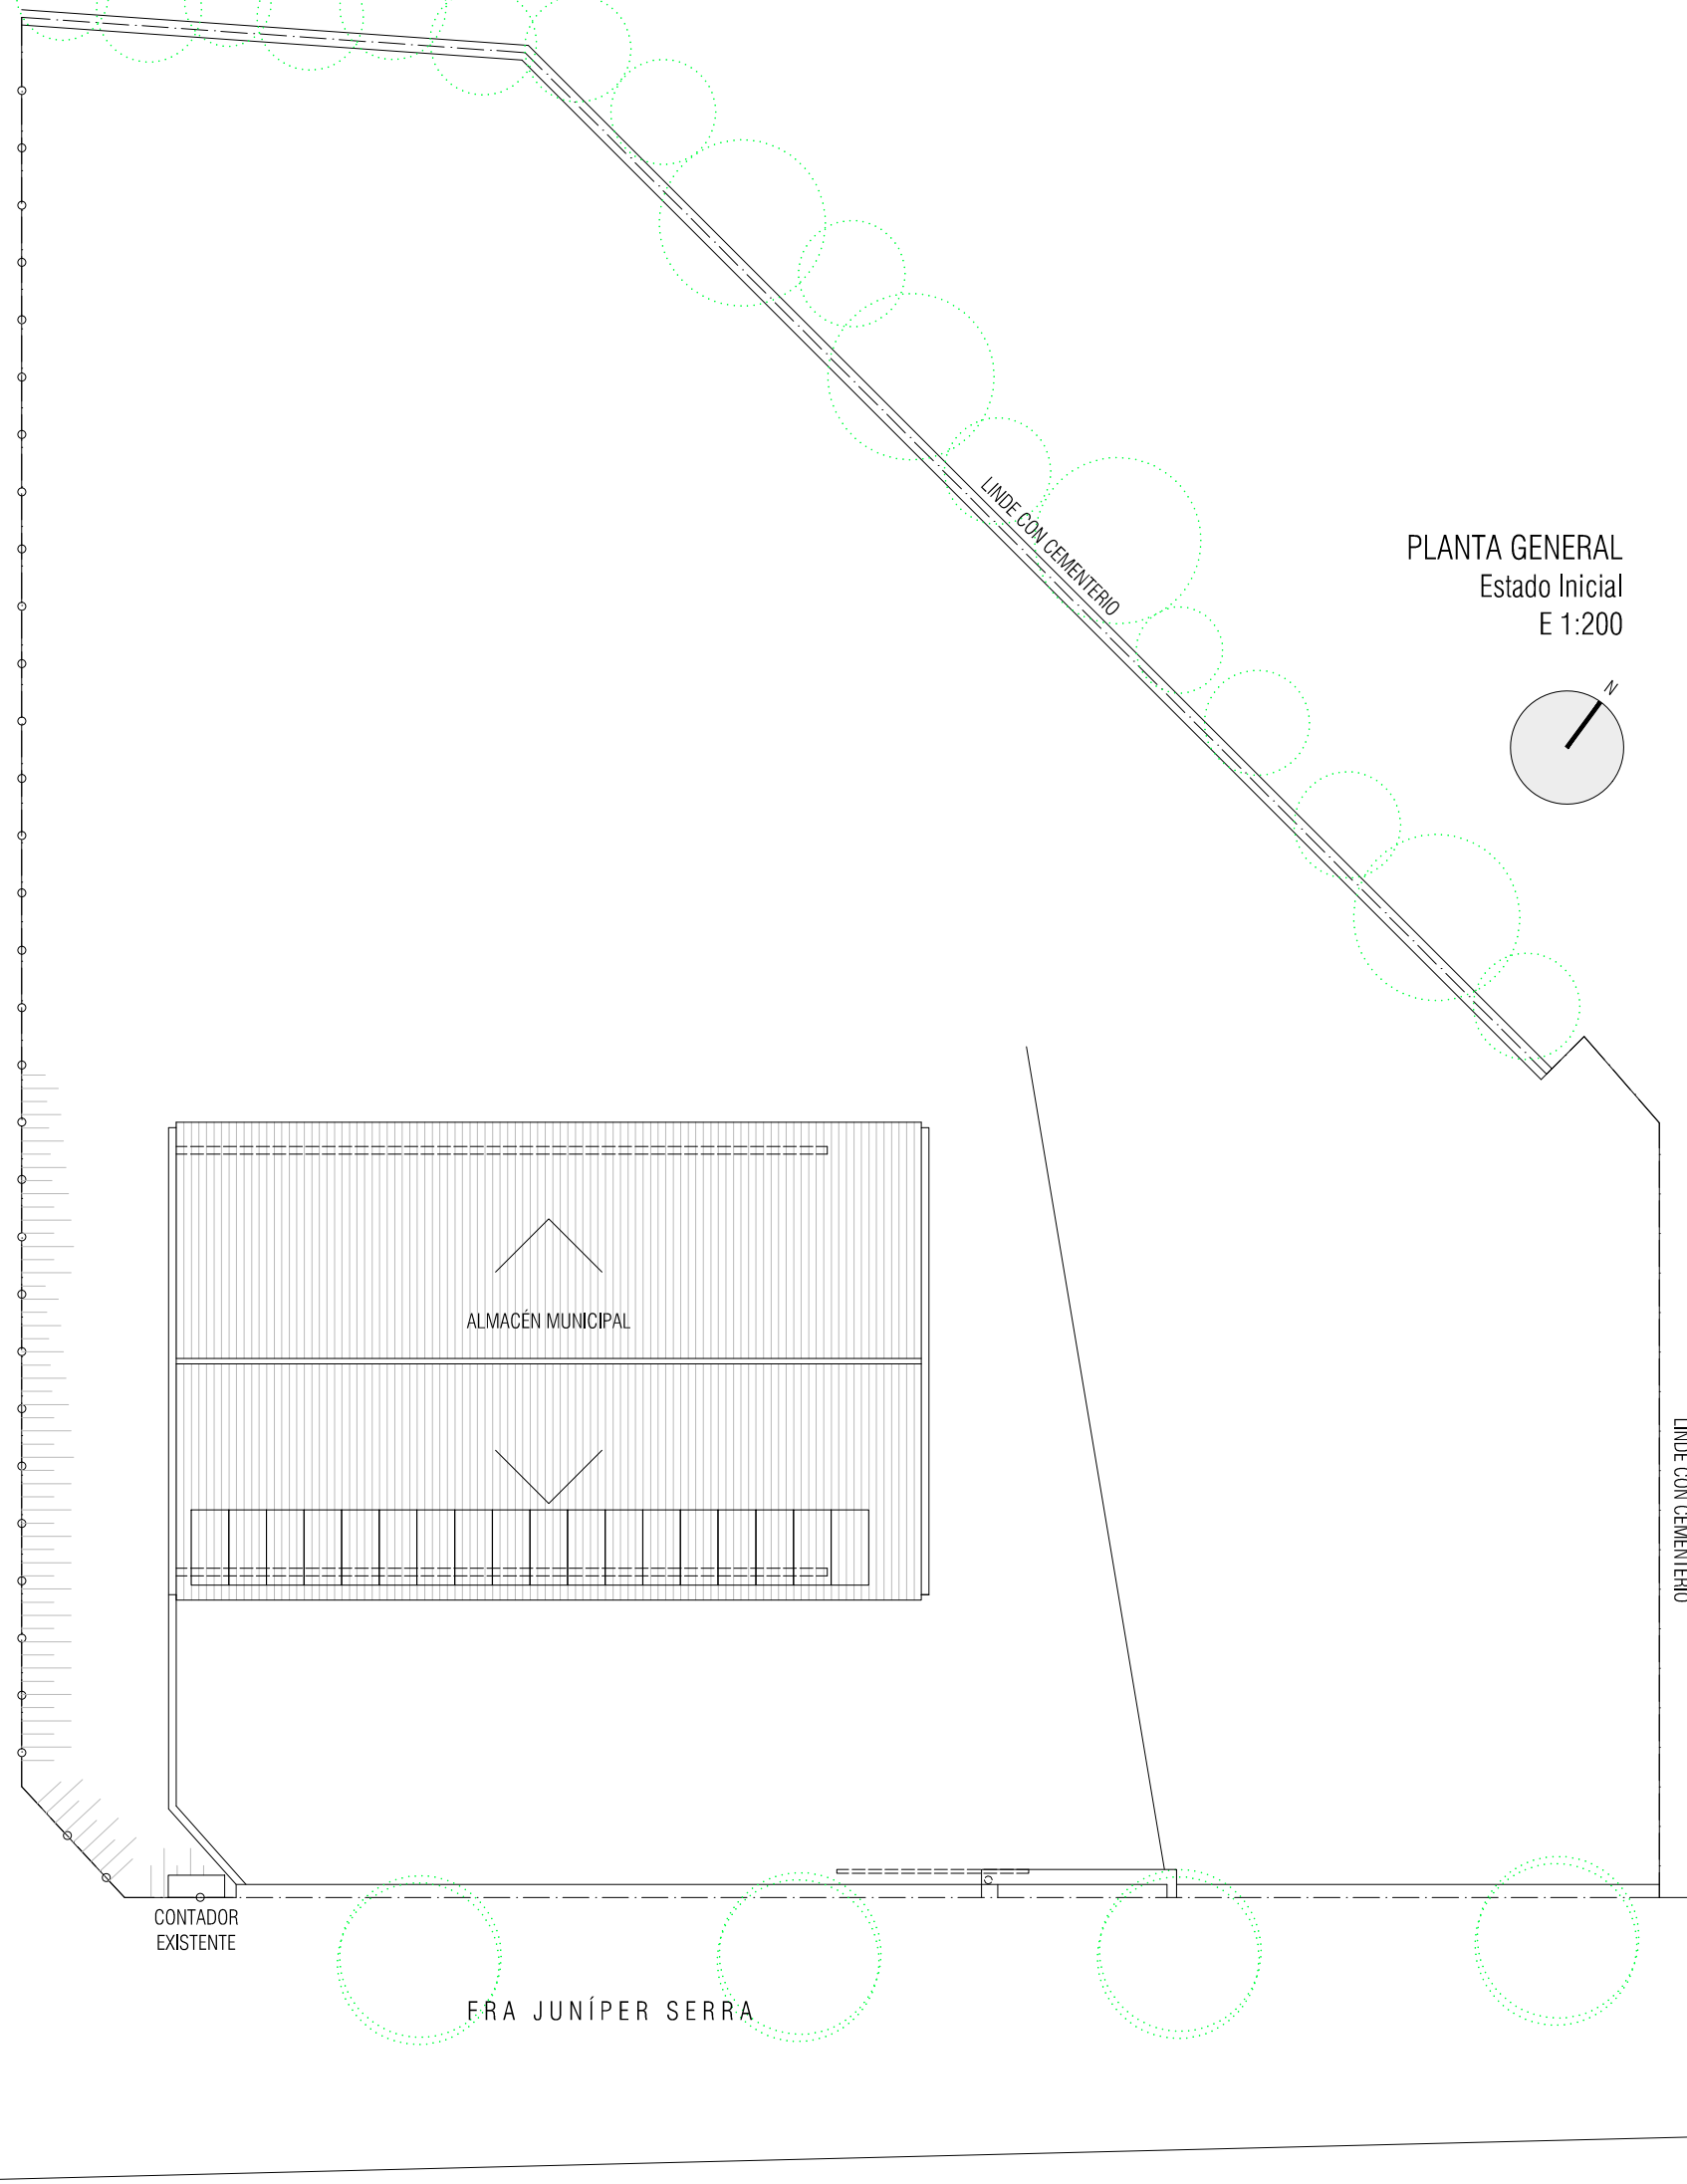 LINDE CON CEMENTERIO
PLANTA GENERAL
Estado Inicial
E 1:200
N
ALMACÉN MUNICIPAL
LINDE CON CEMENTERIO
CONTADOR
EXISTENTE
FRA JUNÍPER SERRA